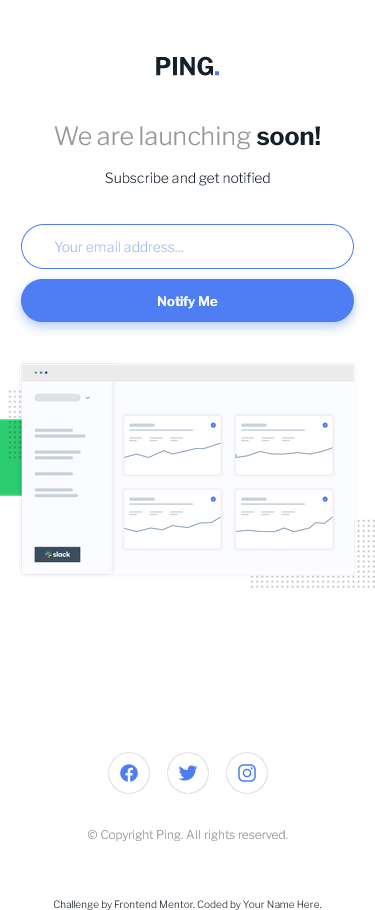 PING.
We are launching soon!
Subscribe and get notified
Your email address...
Notify Me
slack
© Copyright Ping. All rights reserved.
Challenge by Frontend Mentor. Coded by Your Name Here.